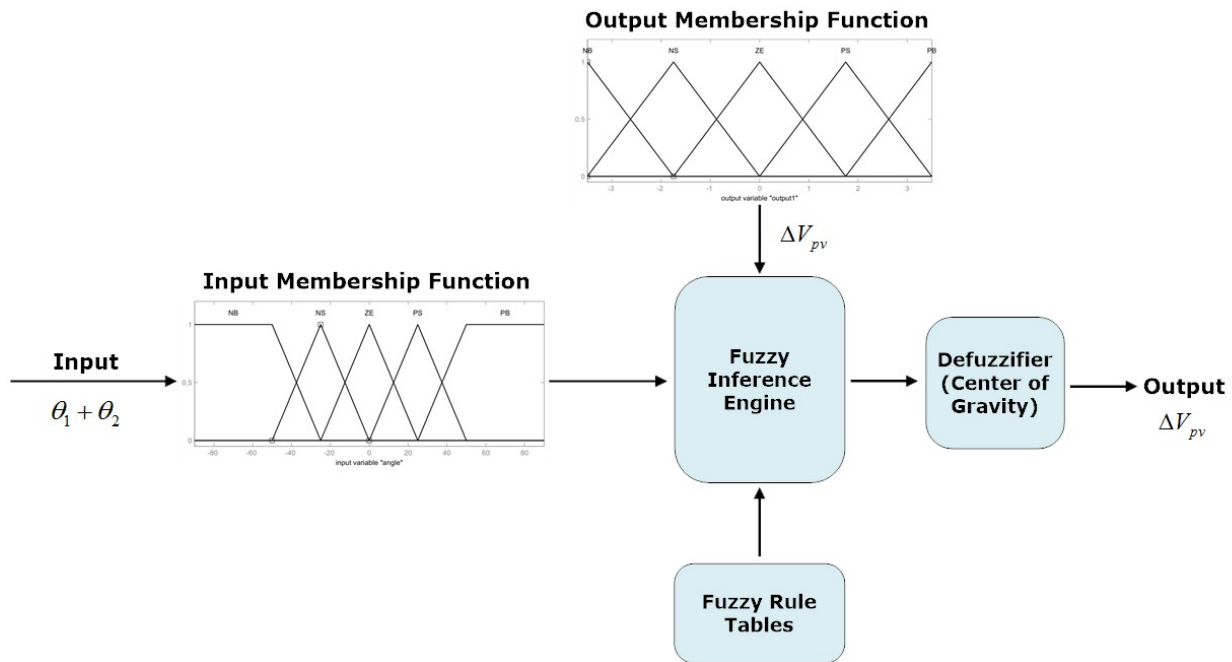 Output Membership Function
NB NS ZE PS PB
1
0.5
0
-3 -2 -1 0 1 2 3
output variable "output1"
ΔV_pv
Input Membership Function
NB NS ZE PS PB
1
0.5
0
-80 -60 -40 -20 0 20 40 60 80
input variable "angle"
Input
θ₁ + θ₂
Fuzzy
Inference
Engine
Defuzzifier
(Center of
Gravity)
Output
ΔV_pv
Fuzzy Rule
Tables